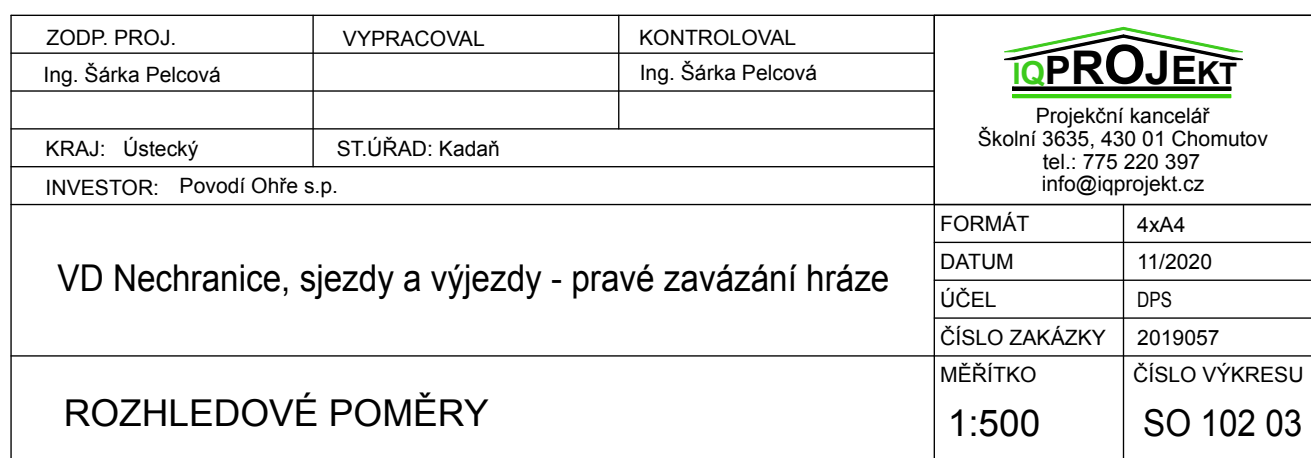 ZODP. PROJ.
VYPRACOVAL
KONTROLOVAL
Ing. Šárka Pelcová
Ing. Šárka Pelcová
KRAJ: Ústecký
ST.ÚŘAD: Kadaň
INVESTOR: Povodí Ohře s.p.
IQPROJEKT
Projekční kancelář
Školní 3635, 430 01 Chomutov
tel.: 775 220 397
info@iqprojekt.cz
VD Nechranice, sjezdy a výjezdy - pravé zavázání hráze
FORMÁT
4xA4
DATUM
11/2020
ÚČEL
DPS
ČÍSLO ZAKÁZKY
2019057
ROZHLEDOVÉ POMĚRY
MĚŘÍTKO
1:500
ČÍSLO VÝKRESU
SO 102 03